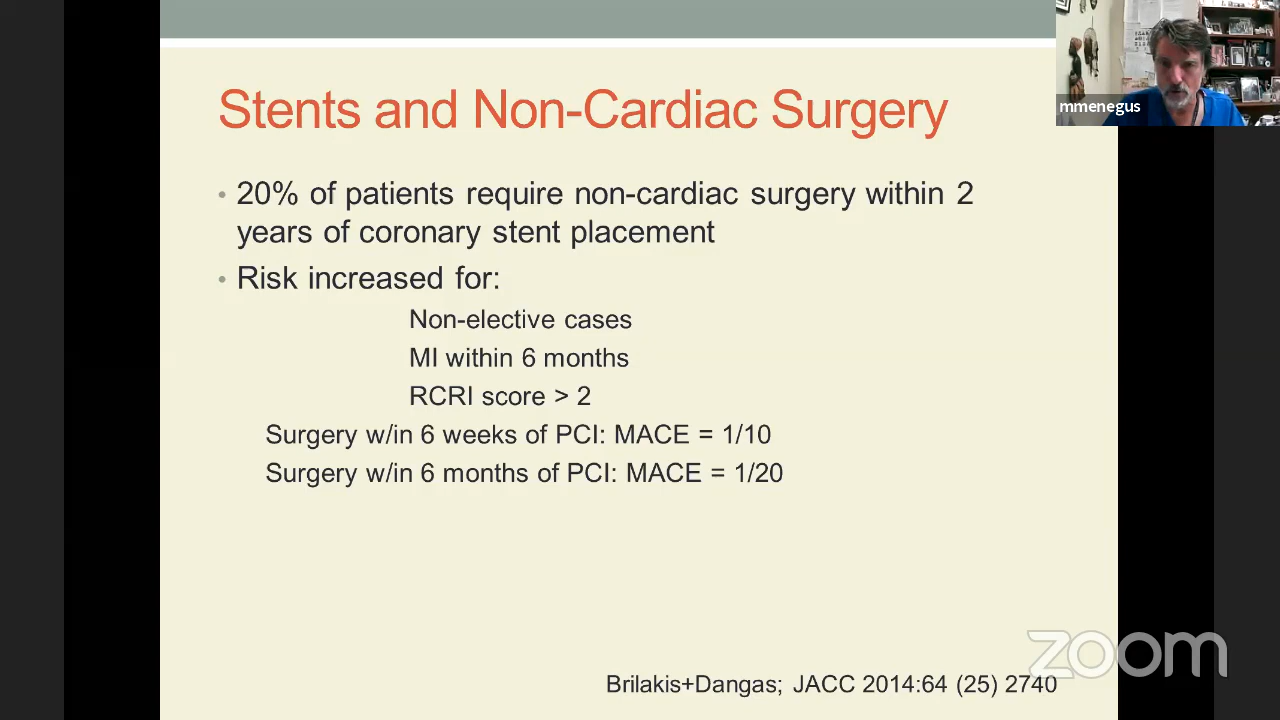 mmenegus
Stents and Non-Cardiac Surgery
• 20% of patients require non-cardiac surgery within 2
years of coronary stent placement
• Risk increased for:
Non-elective cases
MI within 6 months
RCRI score > 2
Surgery w/in 6 weeks of PCI: MACE = 1/10
Surgery w/in 6 months of PCI: MACE = 1/20
zoom
Brilakis+Dangas; JACC 2014:64 (25) 2740